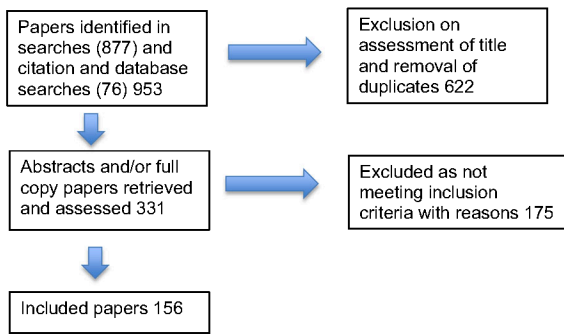 Papers identified in
searches (877) and
citation and database
searches (76) 953
Exclusion on
assessment of title
and removal of
duplicates 622
Abstracts and/or full
copy papers retrieved
and assessed 331
Excluded as not
meeting inclusion
criteria with reasons 175
Included papers 156